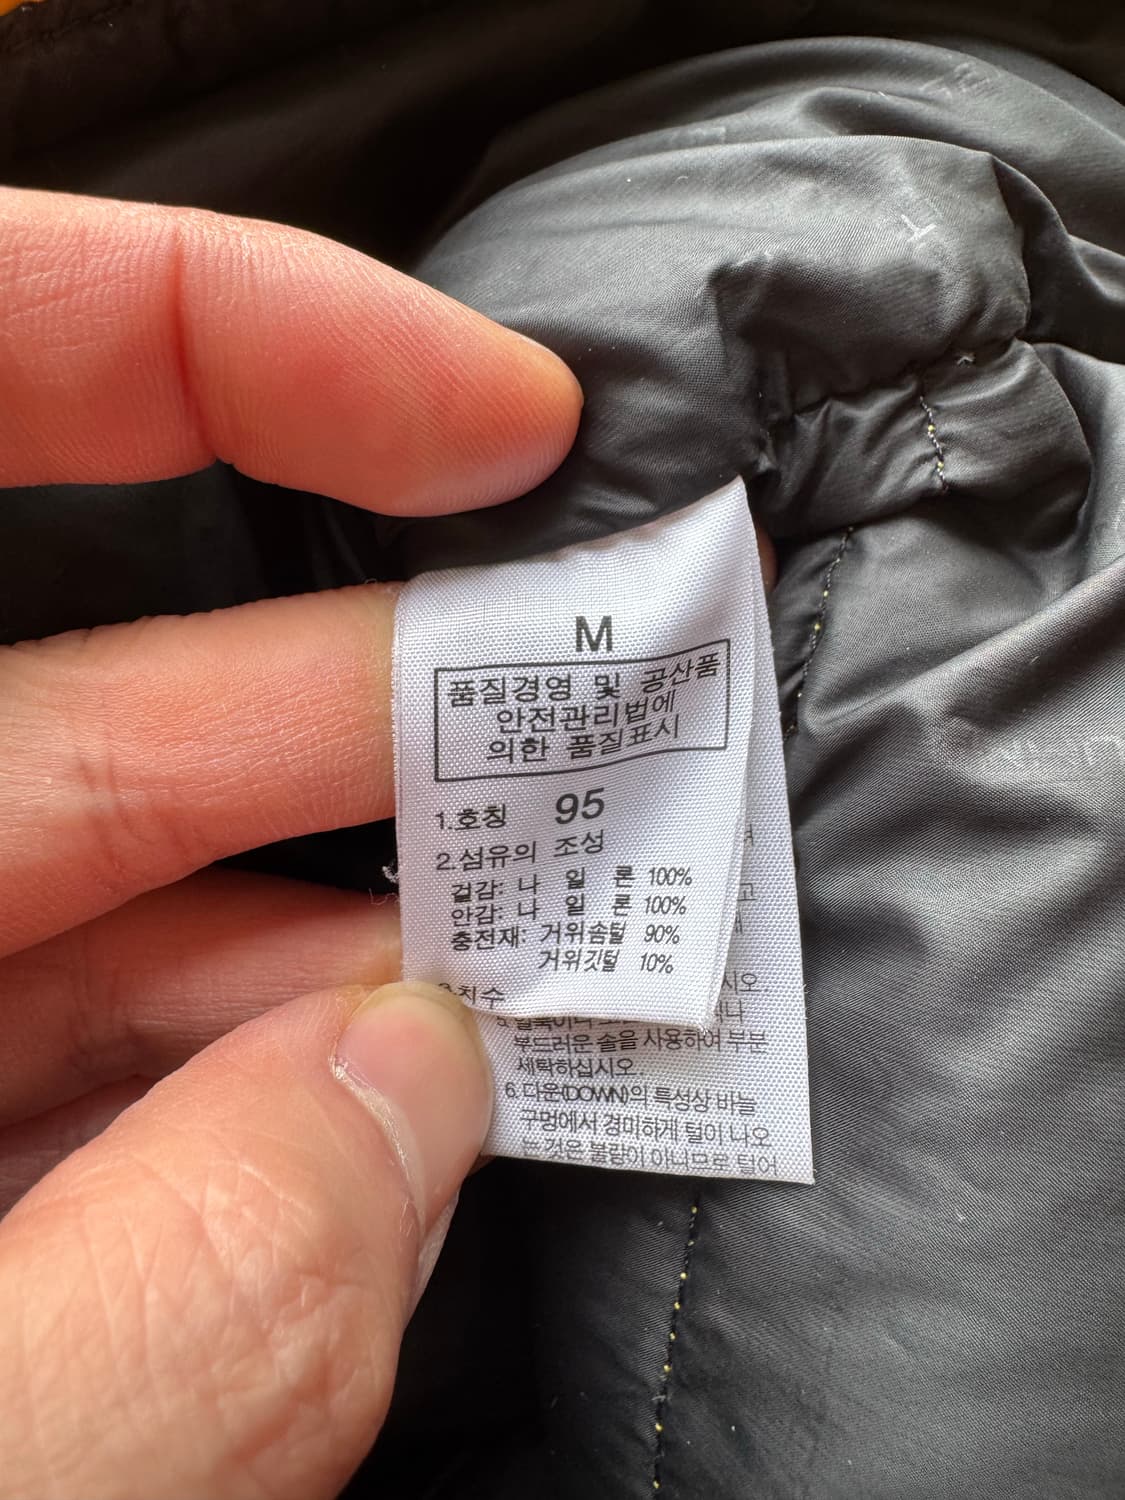 M
품질경영 및 공산품
안전관리법에
의한 품질표시
1.호칭 95
2.섬유의 조성
겉감: 나 일 론 100%
안감: 나 일 론 100%
충전재: 거위솜털 90%
거위깃털 10%
치수
시오
부드러운 솔을 사용하여 부분
세탁하십시오.
6. 다운(DOWN)의 특성상 바늘
구멍에서 경미하게 털이 나오
는 것은 불량이 아니므로 털어